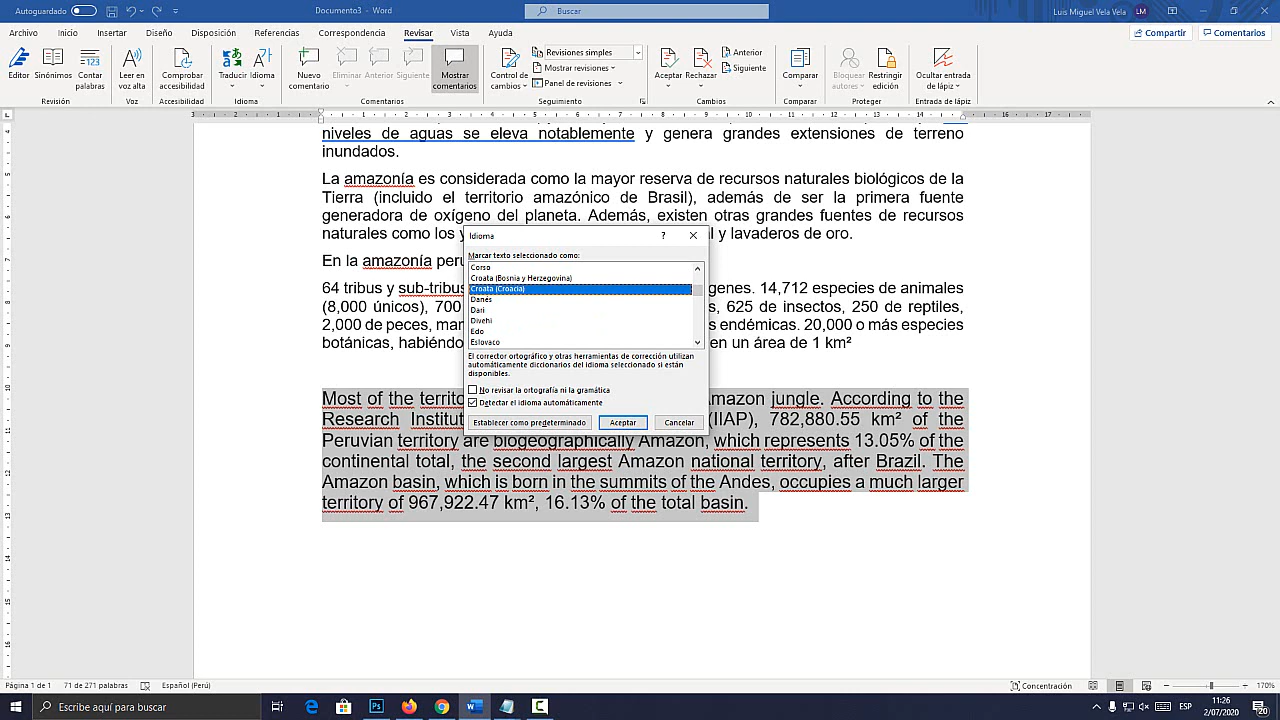 Autoguardado
Documento3 - Word
Buscar
Luis Miguel Vela Vela LM
Archivo Inicio Insertar Diseño Disposición Referencias Correspondencia Revisar Vista Ayuda
Compartir Comentarios
Editor Sinónimos Contar palabras
Leer en voz alta
Comprobar accesibilidad
Traducir Idioma
Nuevo comentario Eliminar Anterior Siguiente Mostrar comentarios
Control de cambios
Revisiones simples
Mostrar revisiones
Panel de revisiones
Aceptar Rechazar
Anterior
Siguiente
Comparar
Bloquear autores Restringir edición
Ocultar entrada de lápiz
Revisión Voz Accesibilidad Idioma Comentarios Seguimiento Cambios Comparar Proteger Entrada de lápiz
niveles de aguas se eleva notablemente y genera grandes extensiones de terreno
inundados.
La amazonía es considerada como la mayor reserva de recursos naturales biológicos de la
Tierra (incluido el territorio amazónico de Brasil), además de ser la primera fuente
generadora de oxígeno del planeta. Además, existen otras grandes fuentes de recursos
naturales como los y l y lavaderos de oro.
En la amazonía peru
64 tribus y sub-tribus genes. 14,712 especies de animales
(8,000 únicos), 700 s, 625 de insectos, 250 de reptiles,
2,000 de peces, mar s endémicas. 20,000 o más especies
botánicas, habiéndo en un área de 1 km²
Idioma
? ×
Marcar texto seleccionado como:
Corso
Croata (Bosnia y Herzegovina)
Croata (Croacia)
Danés
Dari
Divehi
Edo
Eslovaco
El corrector ortográfico y otras herramientas de corrección utilizan
automáticamente diccionarios del idioma seleccionado si están
disponibles.
No revisar la ortografía ni la gramática
Detectar el idioma automáticamente
Establecer como predeterminado Aceptar Cancelar
Most of the territo Amazon jungle. According to the
Research Institut (IIAP), 782,880.55 km² of the
Peruvian territory are biogeographically Amazon, which represents 13.05% of the
continental total, the second largest Amazon national territory, after Brazil. The
Amazon basin, which is born in the summits of the Andes, occupies a much larger
territory of 967,922.47 km², 16.13% of the total basin.
Página 1 de 1 71 de 271 palabras Español (Perú)
Concentración
170%
Escribe aquí para buscar
ESP
11:26
2/07/2020